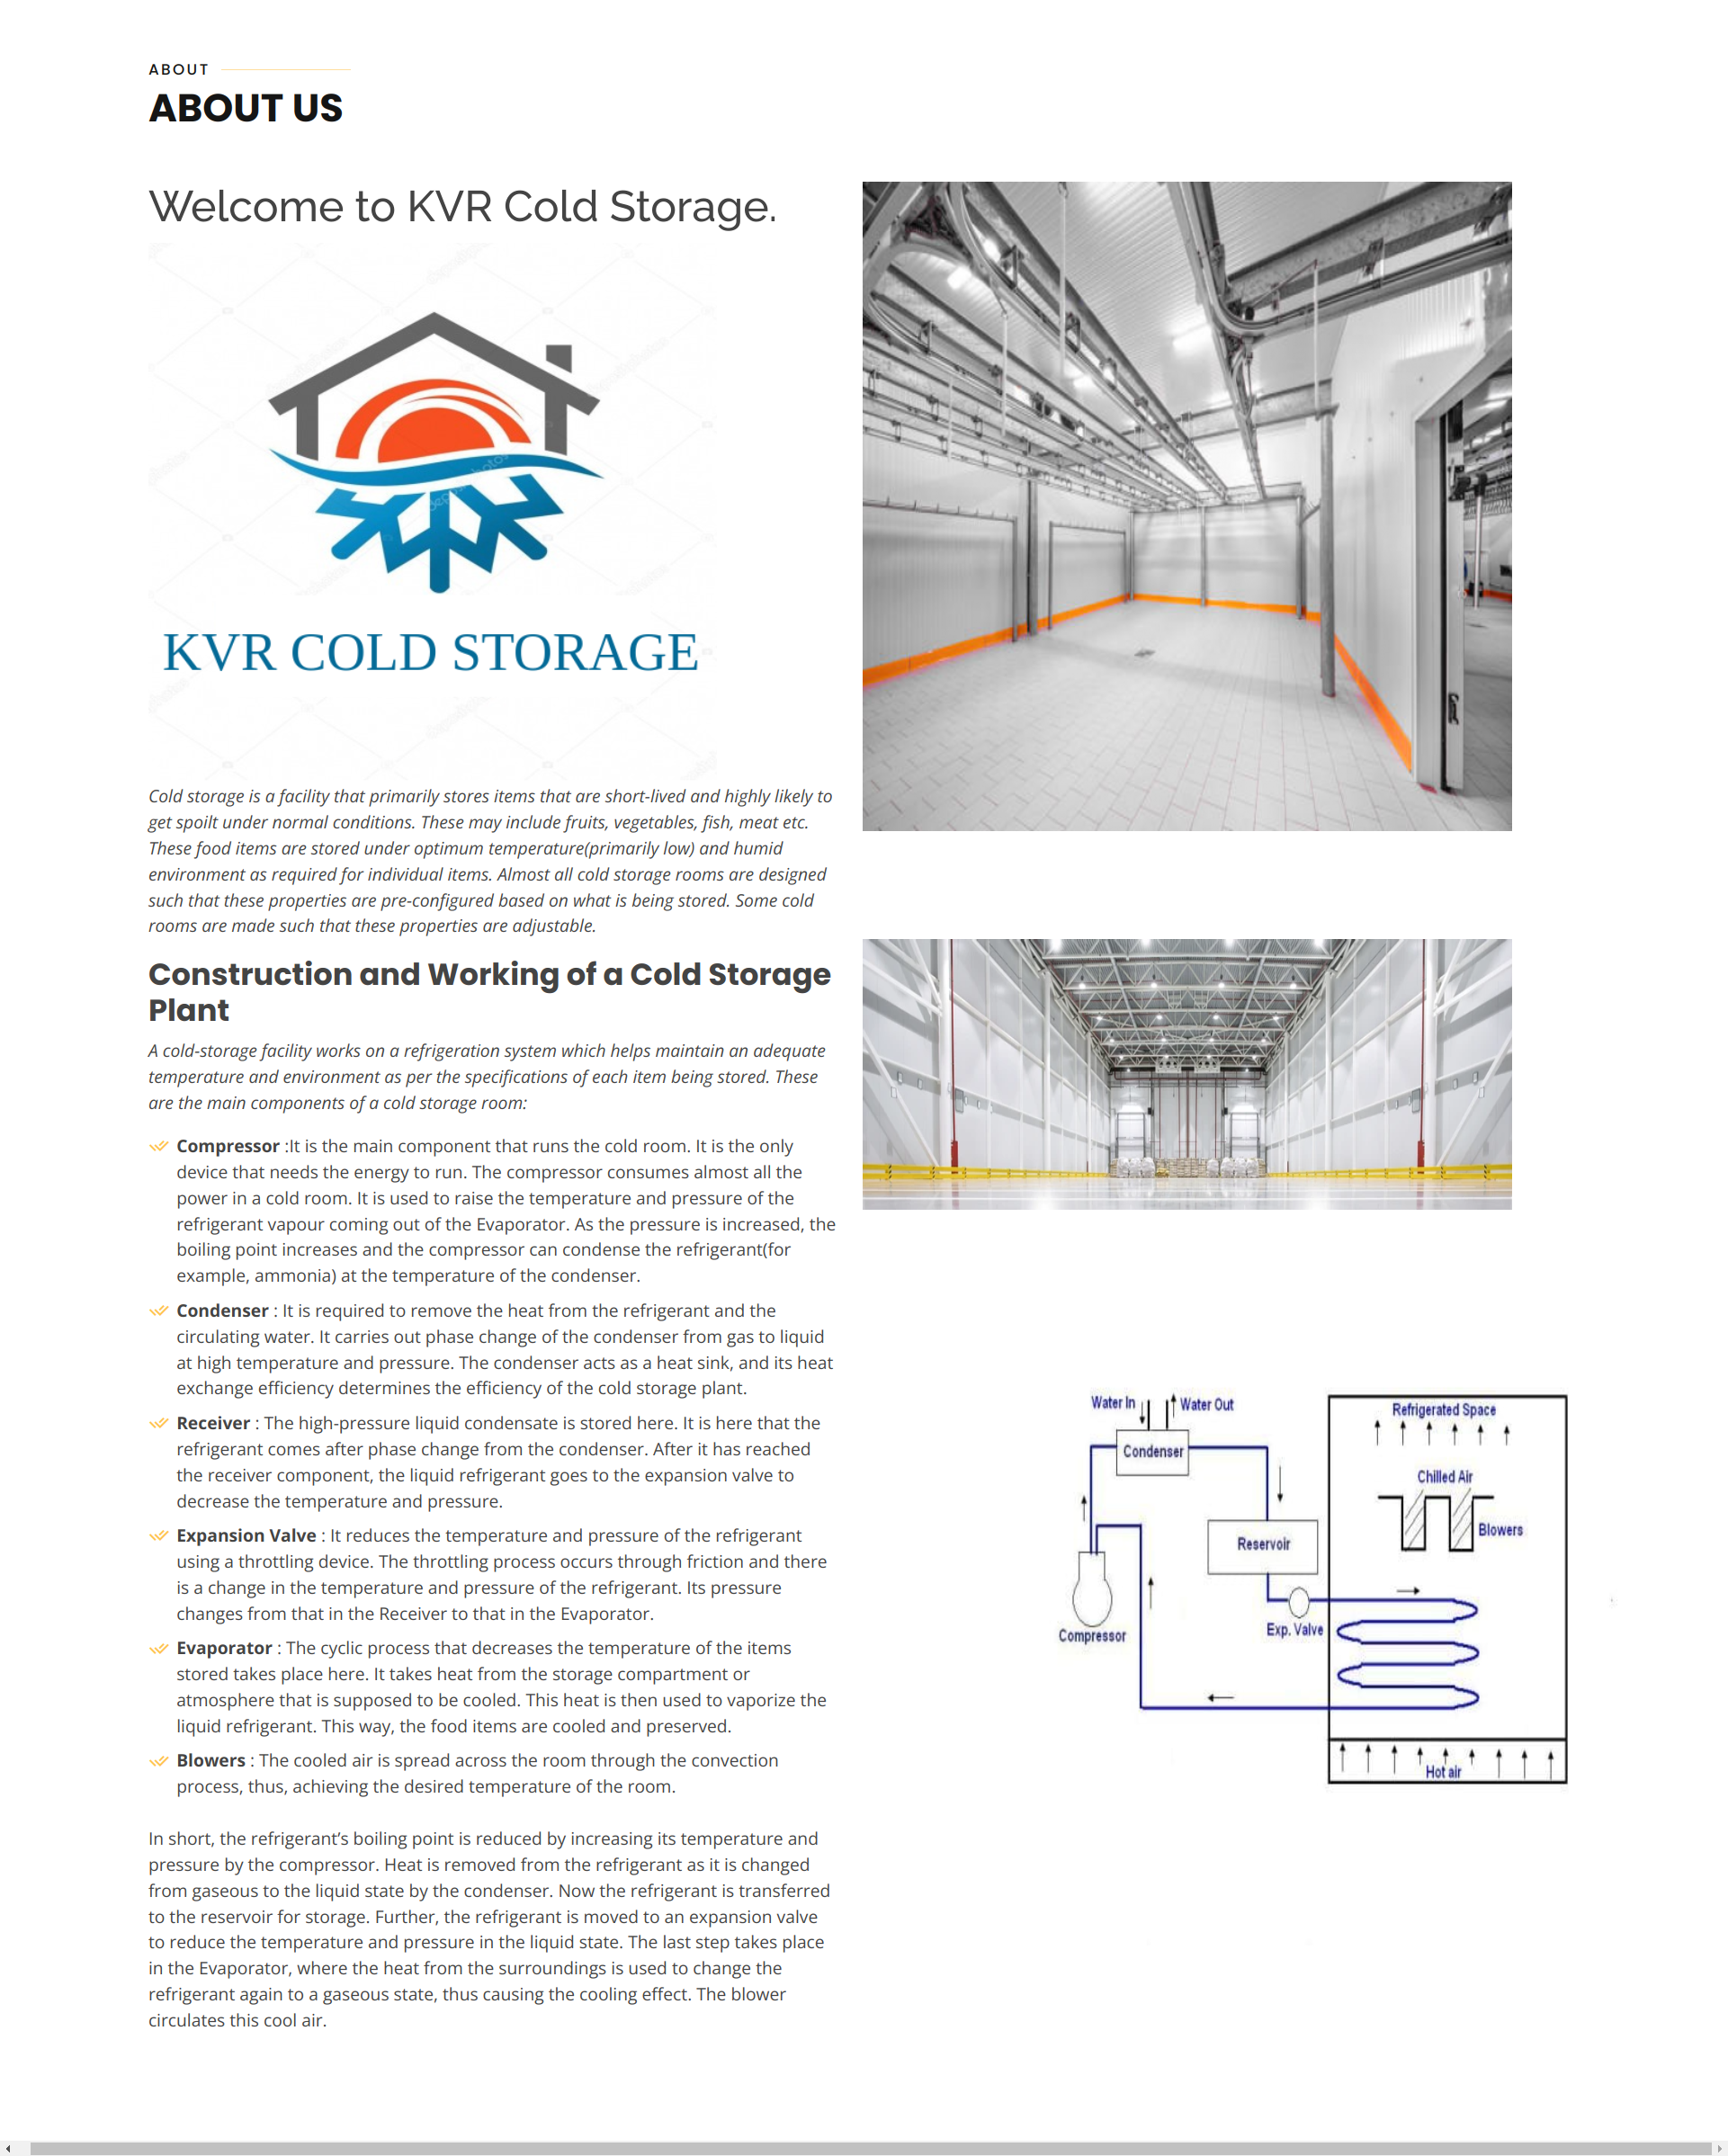 ABOUT
ABOUT US
Welcome to KVR Cold Storage.
KVR COLD STORAGE
Cold storage is a facility that primarily stores items that are short-lived and highly likely to
get spoilt under normal conditions. These may include fruits, vegetables, fish, meat etc.
These food items are stored under optimum temperature(primarily low) and humid
environment as required for individual items. Almost all cold storage rooms are designed
such that these properties are pre-configured based on what is being stored. Some cold
rooms are made such that these properties are adjustable.
Construction and Working of a Cold Storage
Plant
A cold-storage facility works on a refrigeration system which helps maintain an adequate
temperature and environment as per the specifications of each item being stored. These
are the main components of a cold storage room:
Compressor :It is the main component that runs the cold room. It is the only
device that needs the energy to run. The compressor consumes almost all the
power in a cold room. It is used to raise the temperature and pressure of the
refrigerant vapour coming out of the Evaporator. As the pressure is increased, the
boiling point increases and the compressor can condense the refrigerant(for
example, ammonia) at the temperature of the condenser.
Condenser : It is required to remove the heat from the refrigerant and the
circulating water. It carries out phase change of the condenser from gas to liquid
at high temperature and pressure. The condenser acts as a heat sink, and its heat
exchange efficiency determines the efficiency of the cold storage plant.
Receiver : The high-pressure liquid condensate is stored here. It is here that the
refrigerant comes after phase change from the condenser. After it has reached
the receiver component, the liquid refrigerant goes to the expansion valve to
decrease the temperature and pressure.
Expansion Valve : It reduces the temperature and pressure of the refrigerant
using a throttling device. The throttling process occurs through friction and there
is a change in the temperature and pressure of the refrigerant. Its pressure
changes from that in the Receiver to that in the Evaporator.
Evaporator : The cyclic process that decreases the temperature of the items
stored takes place here. It takes heat from the storage compartment or
atmosphere that is supposed to be cooled. This heat is then used to vaporize the
liquid refrigerant. This way, the food items are cooled and preserved.
Blowers : The cooled air is spread across the room through the convection
process, thus, achieving the desired temperature of the room.
In short, the refrigerant’s boiling point is reduced by increasing its temperature and
pressure by the compressor. Heat is removed from the refrigerant as it is changed
from gaseous to the liquid state by the condenser. Now the refrigerant is transferred
to the reservoir for storage. Further, the refrigerant is moved to an expansion valve
to reduce the temperature and pressure in the liquid state. The last step takes place
in the Evaporator, where the heat from the surroundings is used to change the
refrigerant again to a gaseous state, thus causing the cooling effect. The blower
circulates this cool air.
Water In
Water Out
Condenser
Reservoir
Compressor
Exp. Valve
Refrigerated Space
Chilled Air
Blowers
Hot air